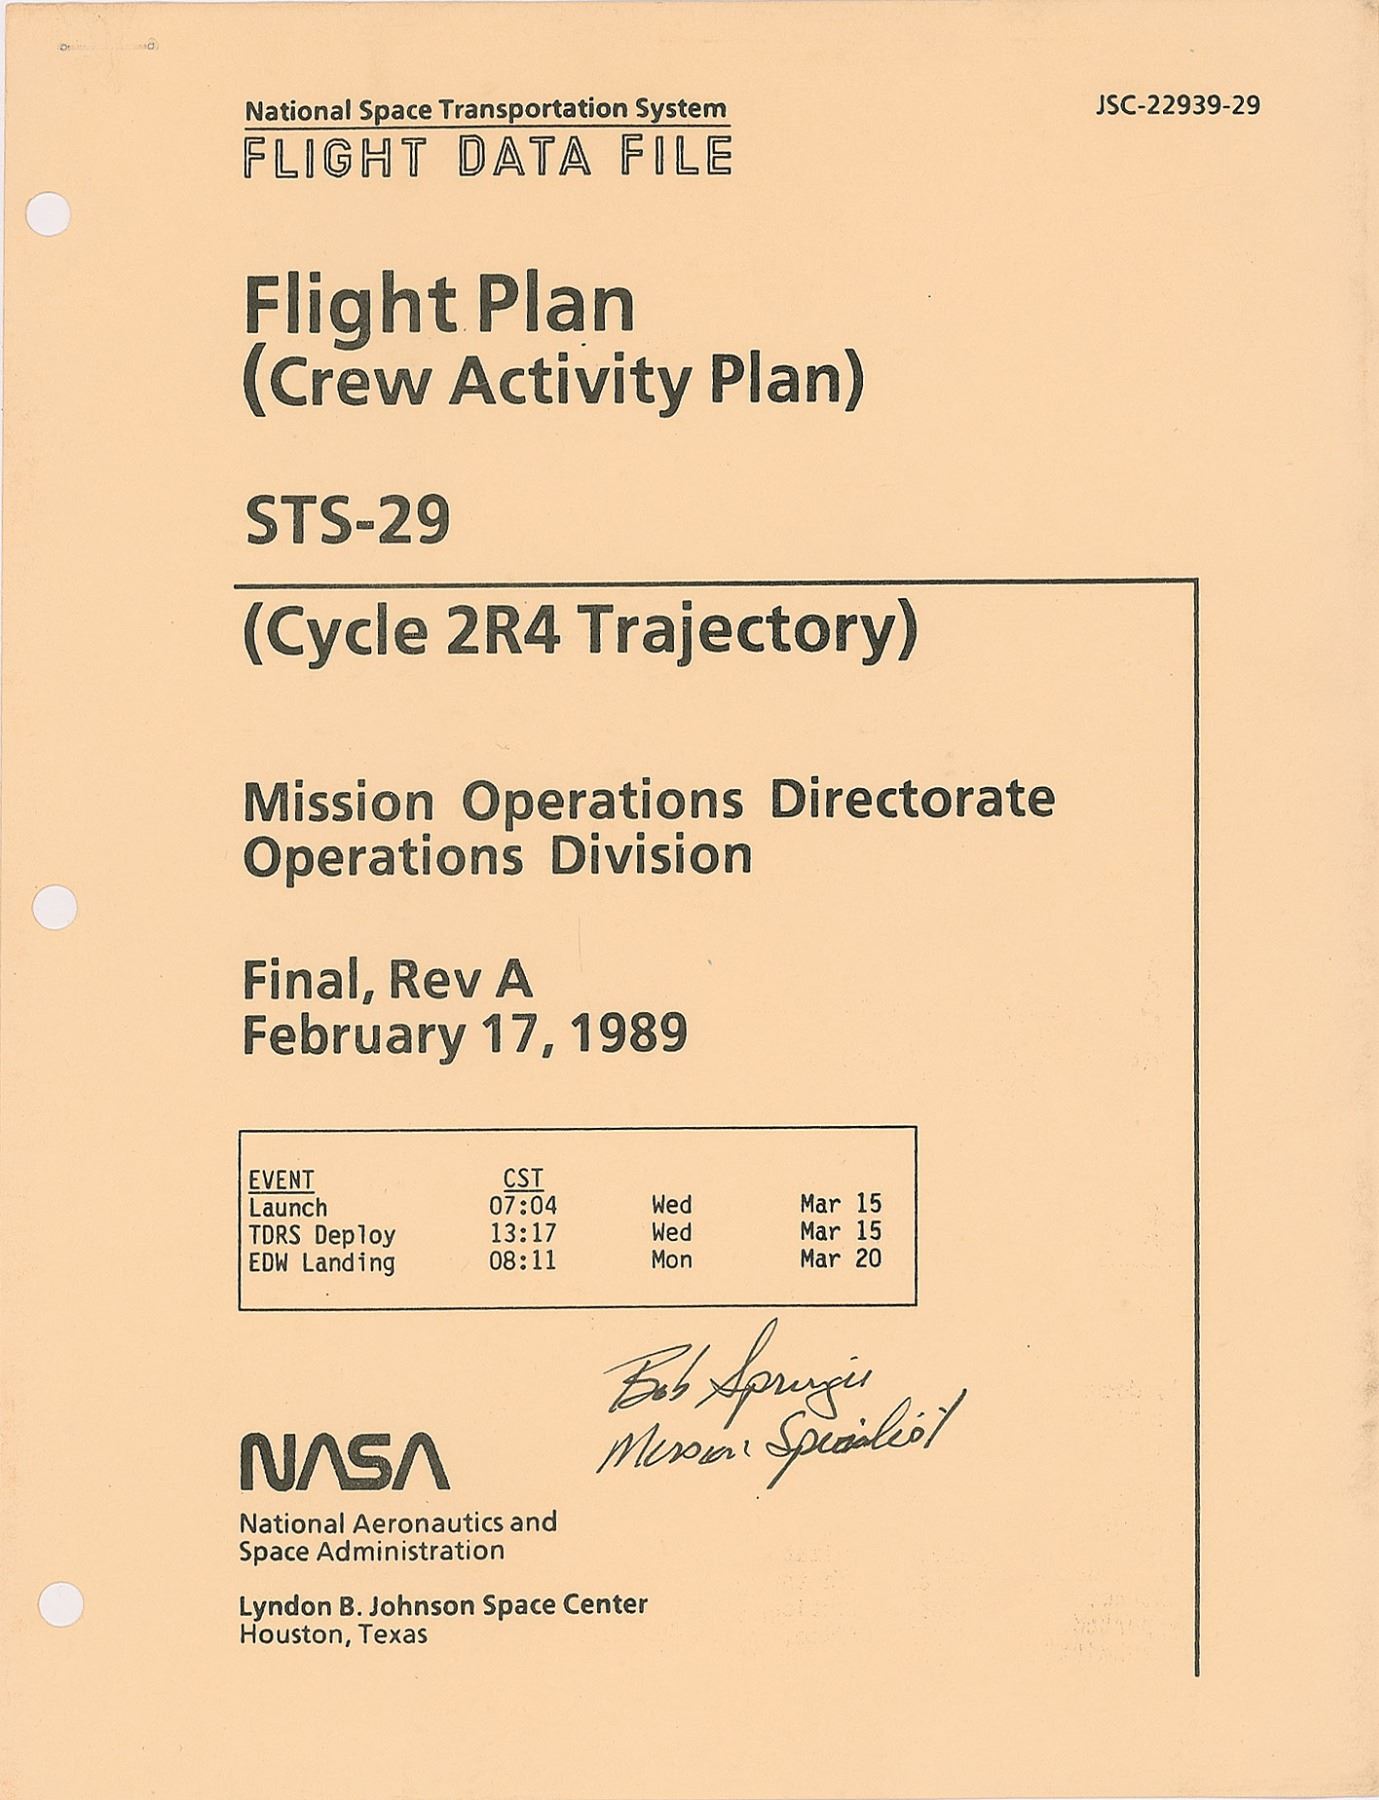 National Space Transportation System
JSC-22939-29
FLIGHT DATA FILE
Flight Plan
(Crew Activity Plan)
STS-29
(Cycle 2R4 Trajectory)
Mission Operations Directorate
Operations Division
Final, Rev A
February 17, 1989
EVENT CST
Launch 07:04 Wed Mar 15
TDRS Deploy 13:17 Wed Mar 15
EDW Landing 08:11 Mon Mar 20
Bob
Mission Specialist
NASA
National Aeronautics and
Space Administration
Lyndon B. Johnson Space Center
Houston, Texas